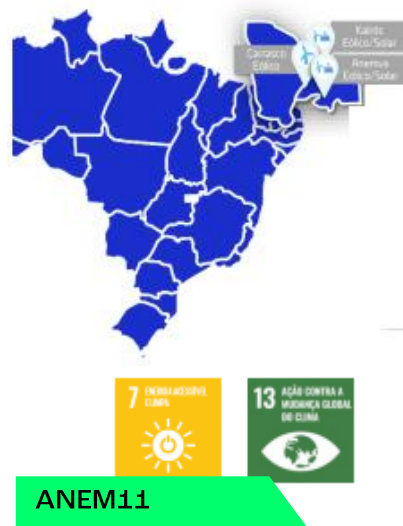 Kairós
Eólico/Solar
Carrasco
Eólico
Anemus
Eólico/Solar
7 ENERGIA ACESSÍVEL
E LIMPA
13 AÇÃO CONTRA A
MUDANÇA GLOBAL
DO CLIMA
ANEM11